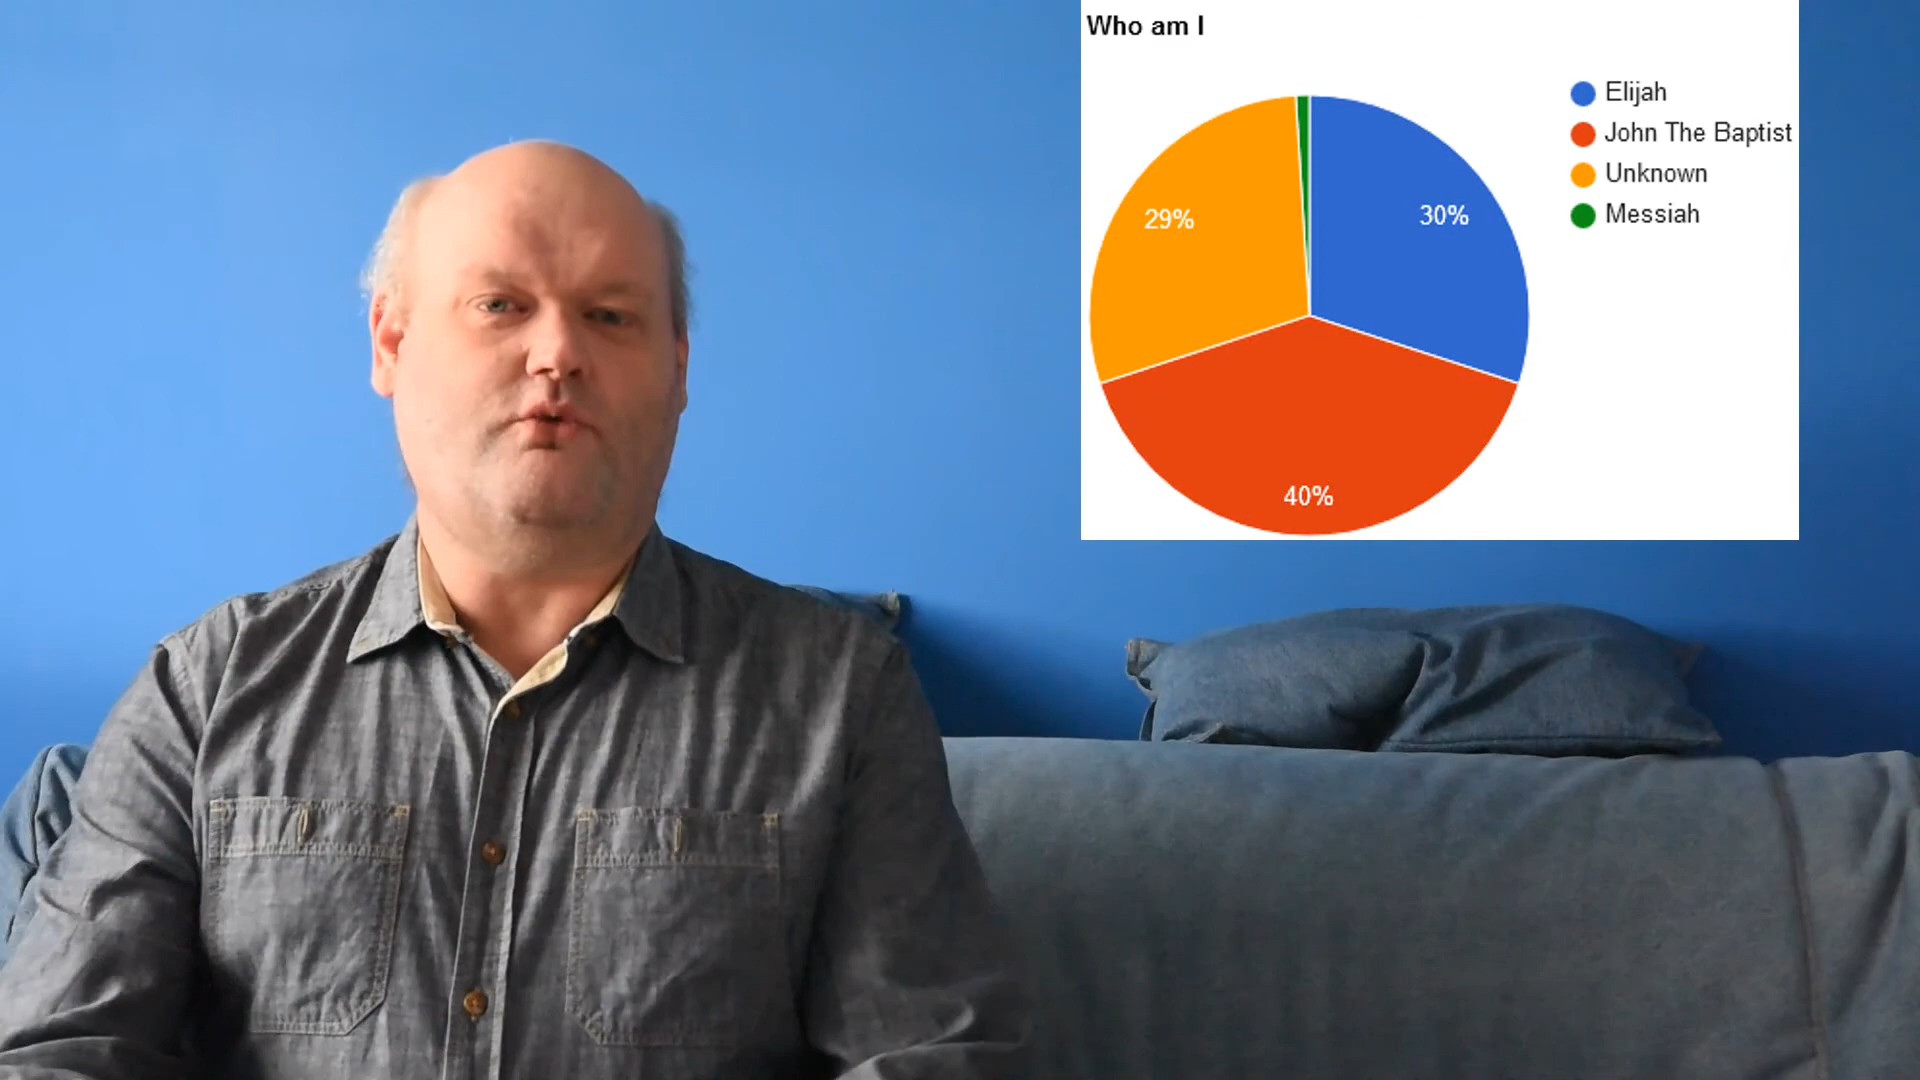 Who am I
Elijah
John The Baptist
Unknown
Messiah
29%
30%
40%